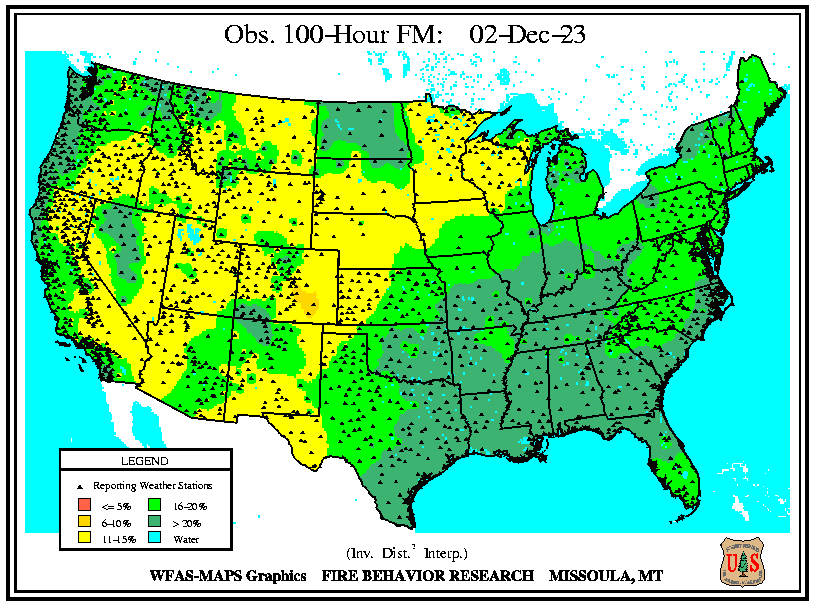 Obs. 100-Hour FM: 02-Dec-23
LEGEND
Reporting Weather Stations
<= 5% 16-20%
6-10% > 20%
11-15% Water
(Inv. Dist.² Interp.)
WFAS-MAPS Graphics FIRE BEHAVIOR RESEARCH MISSOULA, MT
U S